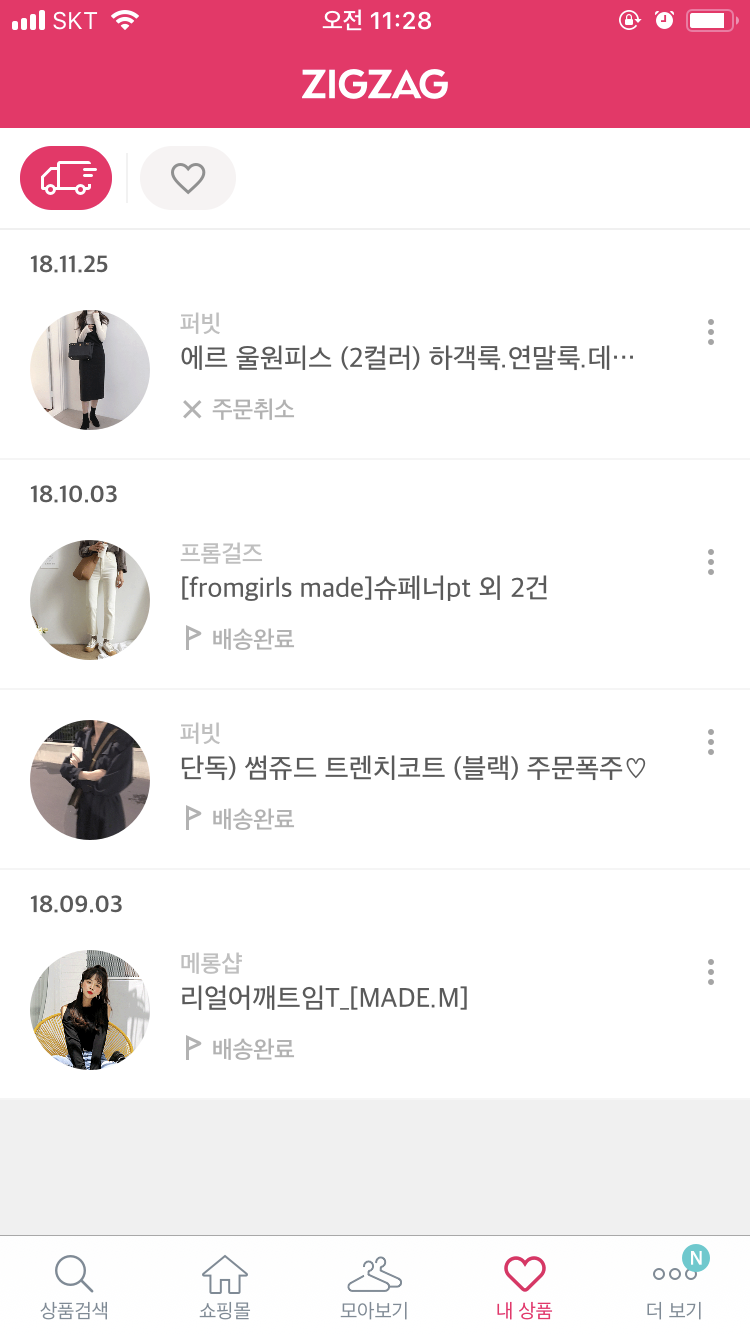 SKT 오전 11:28
ZIGZAG
18.11.25
퍼빗
에르 울원피스 (2컬러) 하객룩.연말룩.데…
주문취소
18.10.03
프롬걸즈
[fromgirls made]슈페너pt 외 2건
배송완료
퍼빗
단독) 썸쥬드 트렌치코트 (블랙) 주문폭주♡
배송완료
18.09.03
메롱샵
리얼어깨트임T_[MADE.M]
배송완료
N
상품검색 쇼핑몰 모아보기 내 상품 더 보기